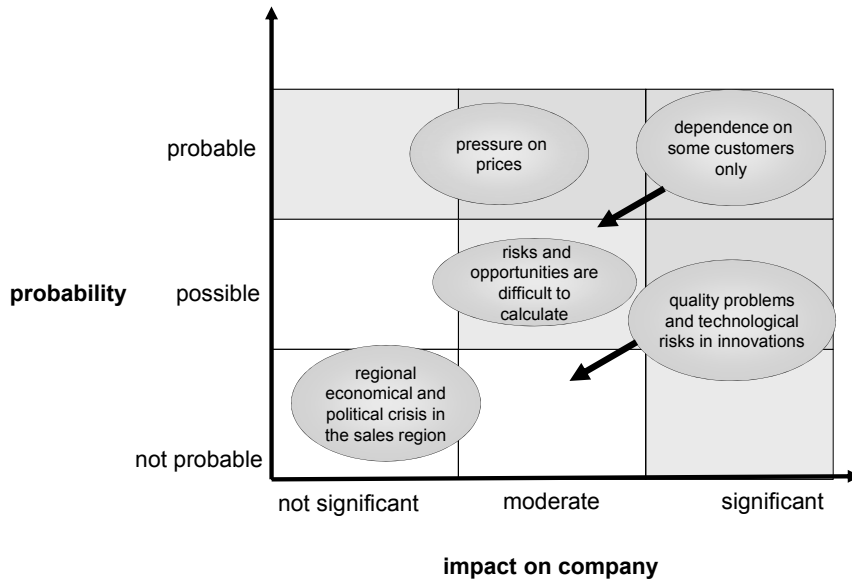 probable
pressure on
prices
dependence on
some customers
only
probability
possible
risks and
opportunities are
difficult to
calculate
quality problems
and technological
risks in innovations
regional
economical and
political crisis in
the sales region
not probable
not significant
moderate
significant
impact on company